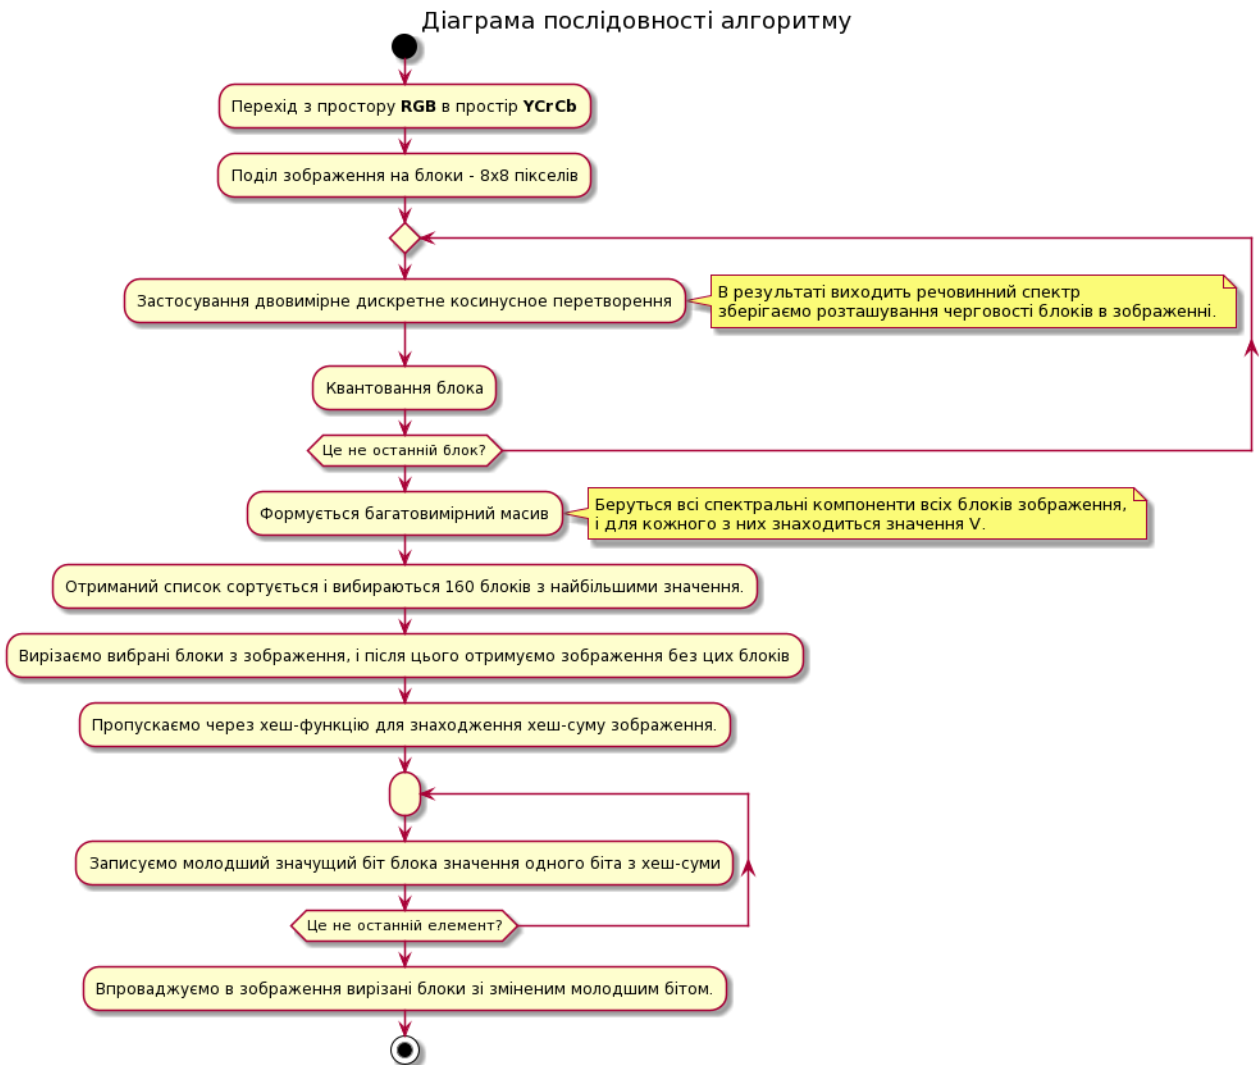 Діаграма послідовності алгоритму
Перехід з простору RGB в простір YCrCb
Поділ зображення на блоки - 8x8 пікселів
Застосування двовимірне дискретне косинусное перетворення
В результаті виходить речовинний спектр
зберігаємо розташування черговості блоків в зображенні.
Квантовання блока
Це не останній блок?
Формується багатовимірний масив
Беруться всі спектральні компоненти всіх блоків зображення,
і для кожного з них знаходиться значення V.
Отриманий список сортується і вибираються 160 блоків з найбільшими значення.
Вирізаємо вибрані блоки з зображення, і після цього отримуємо зображення без цих блоків
Пропускаємо через хеш-функцію для знаходження хеш-суму зображення.
Записуємо молодший значущий біт блока значення одного біта з хеш-суми
Це не останній елемент?
Впроваджуємо в зображення вирізані блоки зі зміненим молодшим бітом.